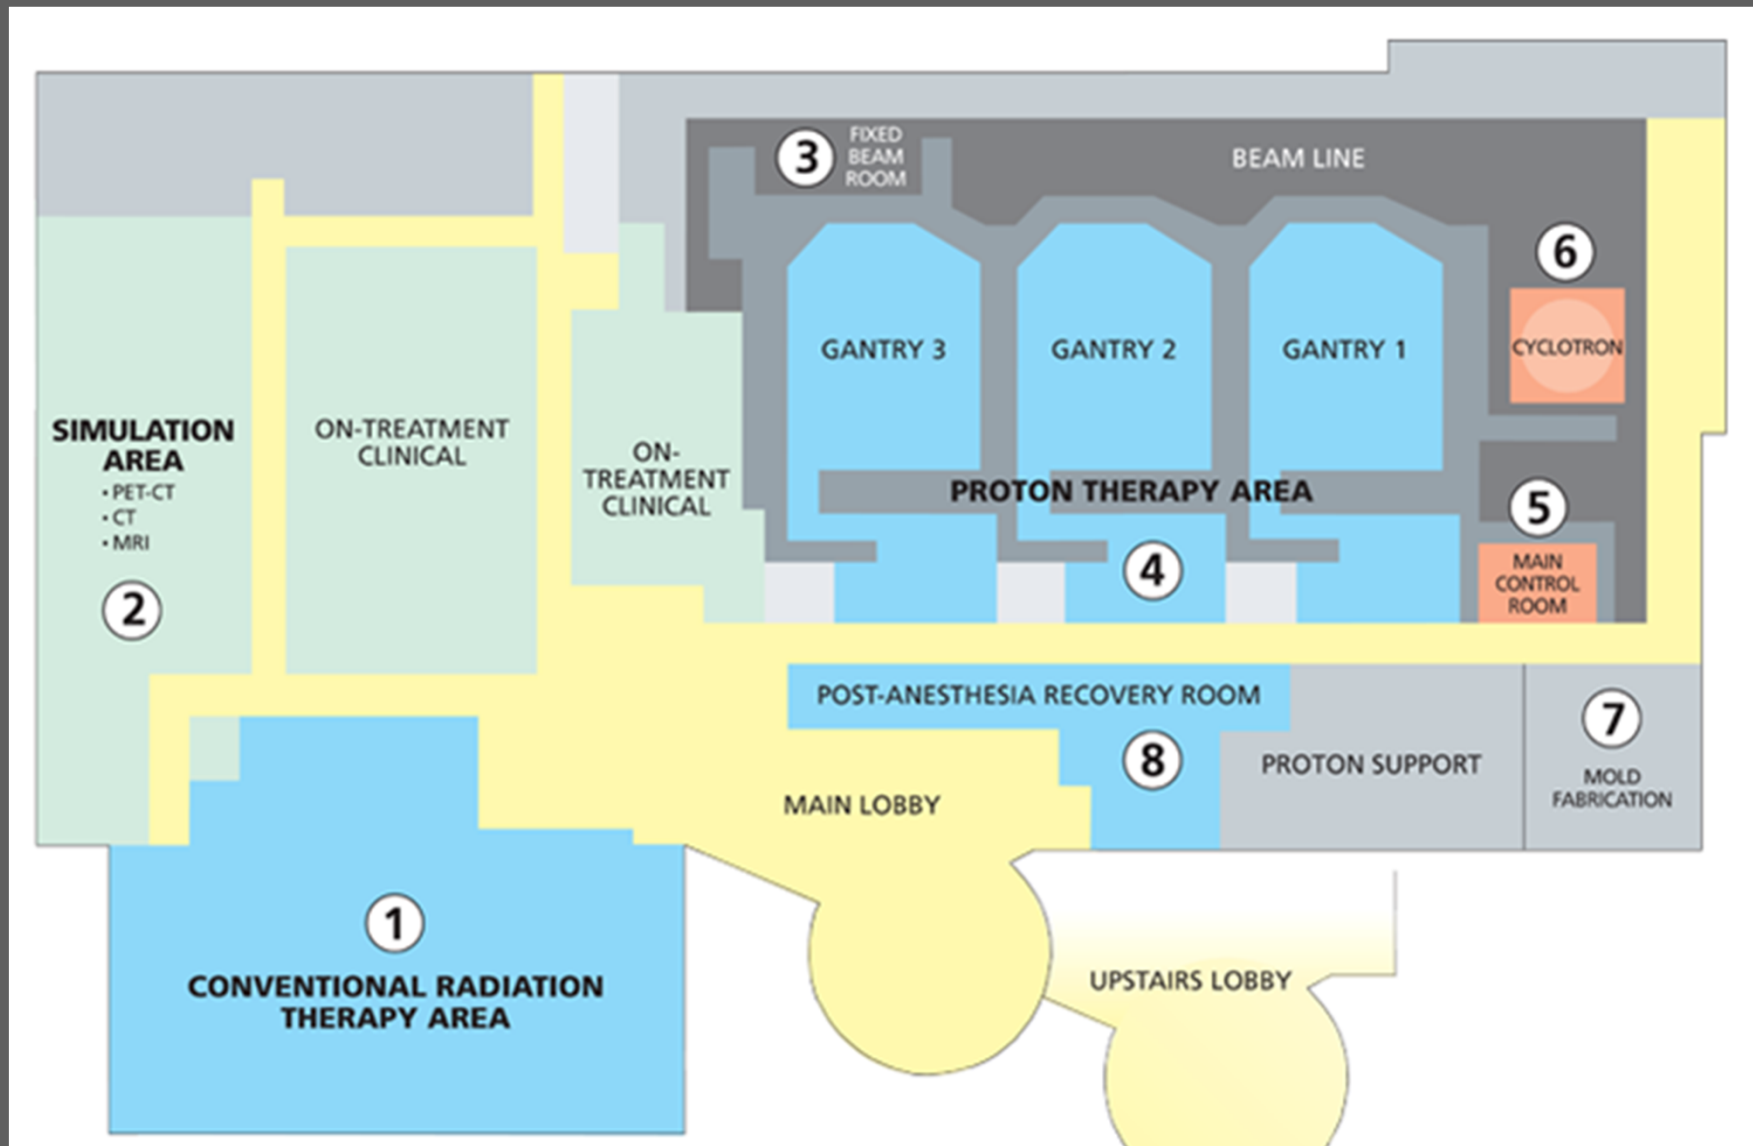 3
FIXED
BEAM
ROOM
BEAM LINE
6
CYCLOTRON
GANTRY 3
GANTRY 2
GANTRY 1
SIMULATION
AREA
• PET-CT
• CT
• MRI
2
ON-TREATMENT
CLINICAL
ON-
TREATMENT
CLINICAL
PROTON THERAPY AREA
4
5
MAIN
CONTROL
ROOM
POST-ANESTHESIA RECOVERY ROOM
8
PROTON SUPPORT
7
MOLD
FABRICATION
MAIN LOBBY
1
CONVENTIONAL RADIATION
THERAPY AREA
UPSTAIRS LOBBY